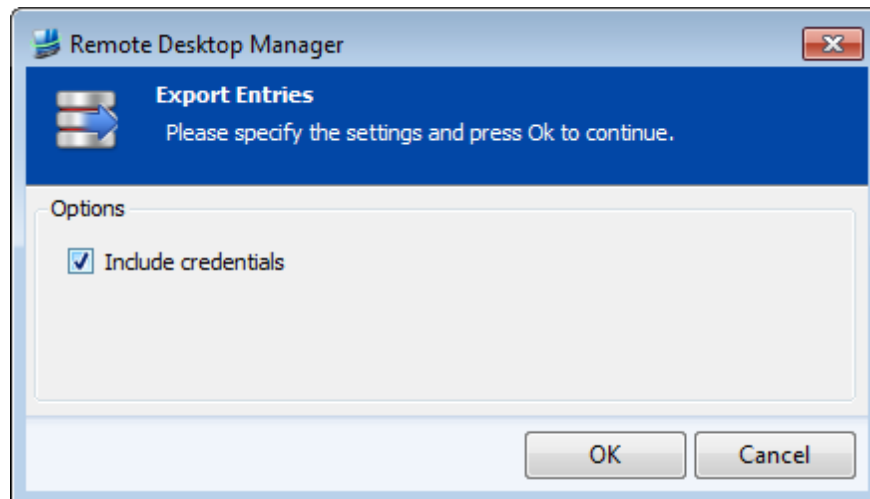 Remote Desktop Manager
Export Entries
Please specify the settings and press Ok to continue.
Options
Include credentials
OK
Cancel